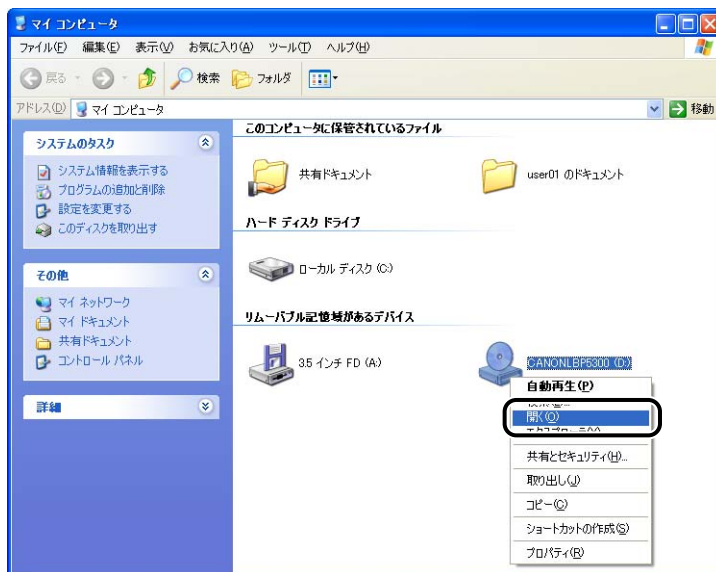 マイ コンピュータ
ファイル(F) 編集(E) 表示(V) お気に入り(A) ツール(T) ヘルプ(H)
戻る 検索 フォルダ
アドレス(D) マイ コンピュータ 移動
システムのタスク
システム情報を表示する
プログラムの追加と削除
設定を変更する
このディスクを取り出す
その他
マイ ネットワーク
マイ ドキュメント
共有ドキュメント
コントロール パネル
詳細
このコンピュータに保管されているファイル
共有ドキュメント user01 のドキュメント
ハード ディスク ドライブ
ローカル ディスク (C:)
リムーバブル記憶域があるデバイス
3.5 インチ FD (A:) CANONLBP5300 (D:)
自動再生(P)
開く(O)
共有とセキュリティ(H)...
取り出し(J)
コピー(C)
ショートカットの作成(S)
プロパティ(R)